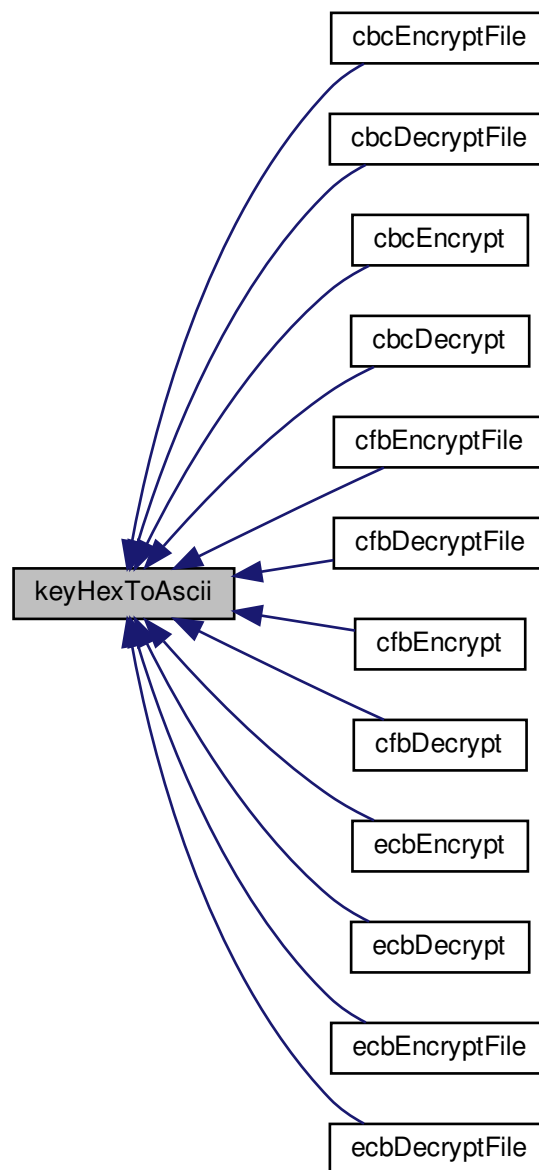 cbcEncryptFile
cbcDecryptFile
cbcEncrypt
cbcDecrypt
cfbEncryptFile
cfbDecryptFile
keyHexToAscii
cfbEncrypt
cfbDecrypt
ecbEncrypt
ecbDecrypt
ecbEncryptFile
ecbDecryptFile